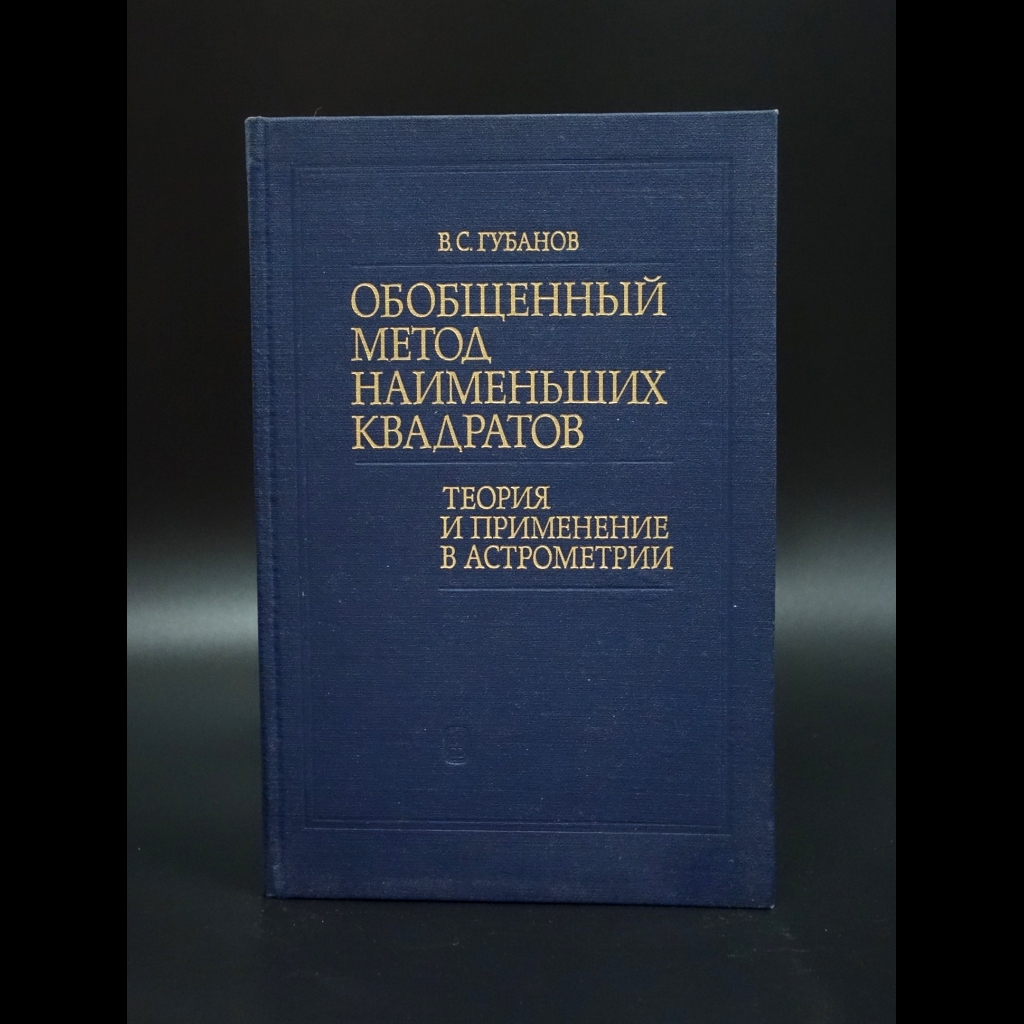 В. С. ГУБАНОВ
ОБОБЩЕННЫЙ
МЕТОД
НАИМЕНЬШИХ
КВАДРАТОВ
ТЕОРИЯ
И ПРИМЕНЕНИЕ
В АСТРОМЕТРИИ